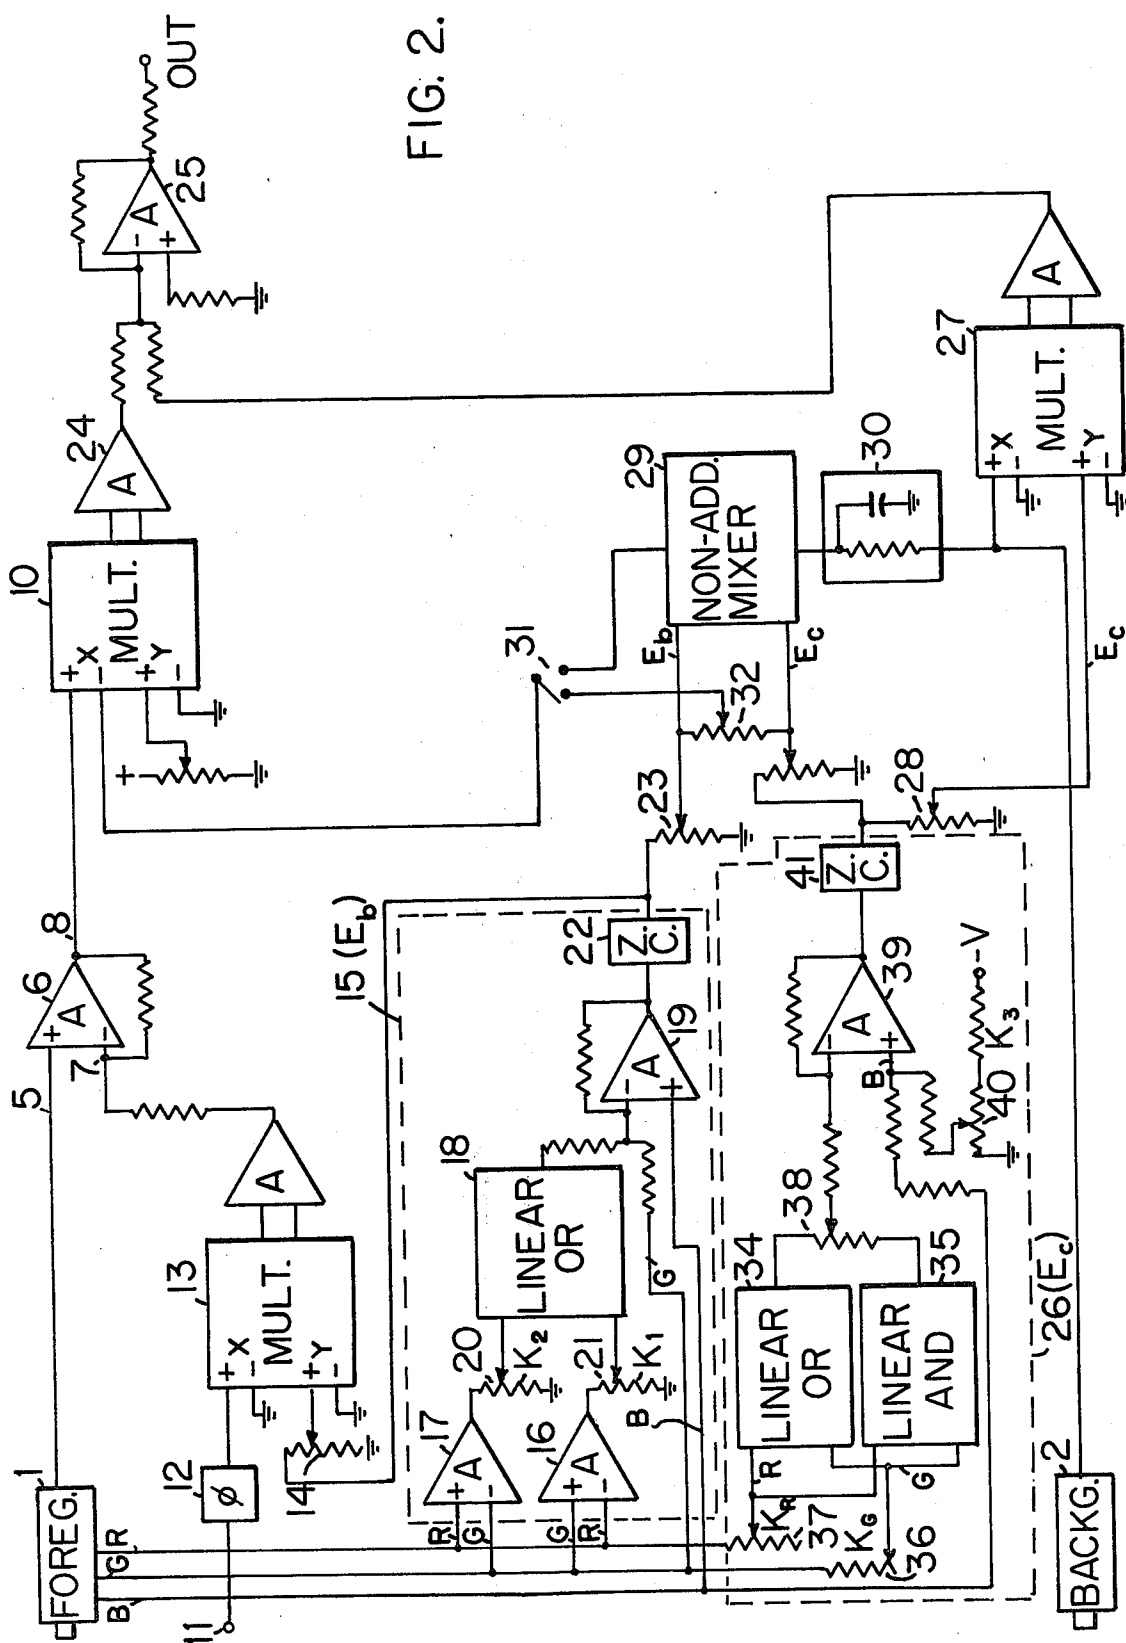 FIG. 2.
1
FOREG.
R
G
B
5
6
A
+
-
7
8
10
MULT.
+
X
-
+
Y
-
+
24
A
25
A
-
+
OUT
11
12
φ
13
MULT.
+
X
-
+
Y
-
14
A
15 (Eb)
17
A
+
-
R
G
16
A
+
-
G
R
20
K2
21
K1
18
LINEAR
OR
G
B
19
A
-
+
22
Z.
C.
23
31
32
Eb
Ec
29
NON-ADD.
MIXER
30
27
MULT.
+
X
-
+
Y
-
A
Ec
28
41
Z.
C.
39
A
-
+
B
40
K3
-V
38
34
LINEAR
OR
35
LINEAR
AND
R
G
KR
37
KG
36
26(Ec)
2
BACKG.